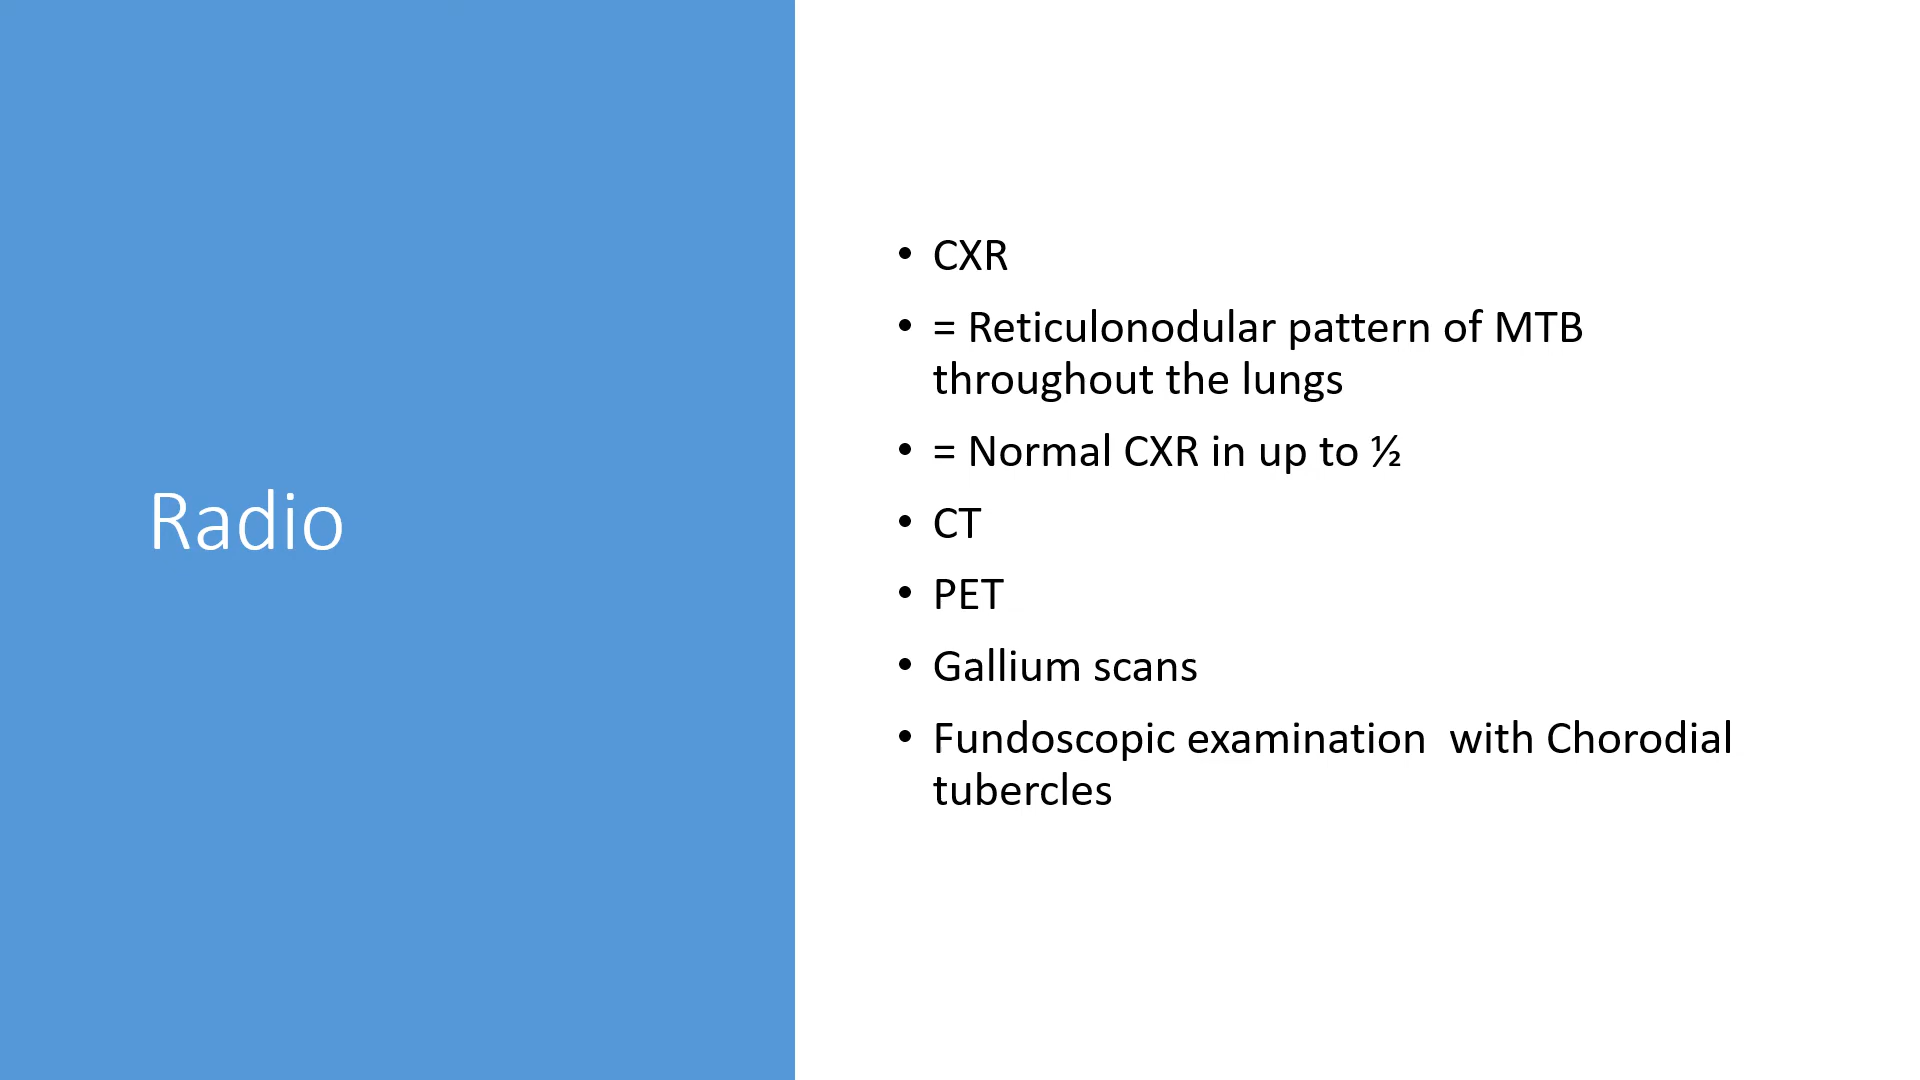 Radio
• CXR
• = Reticulonodular pattern of MTB
throughout the lungs
• = Normal CXR in up to ½
• CT
• PET
• Gallium scans
• Fundoscopic examination  with Chorodial
tubercles